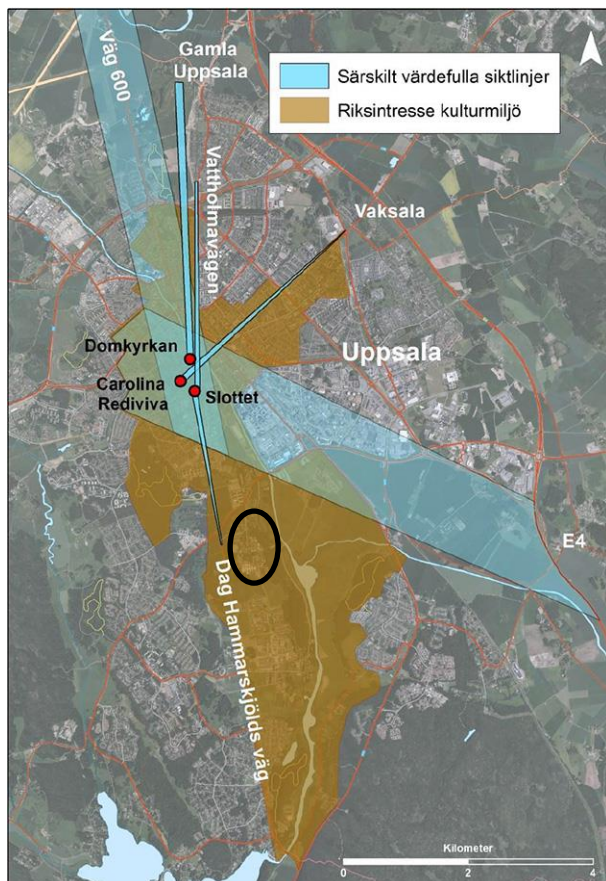 Väg 600
Gamla
Uppsala
Särskilt värdefulla siktlinjer
Riksintresse kulturmiljö
Vattholmavägen
Vaksala
Domkyrkan
Uppsala
Carolina
Rediviva
Slottet
E4
Dag Hammarskjölds väg
Kilometer
0 2 4